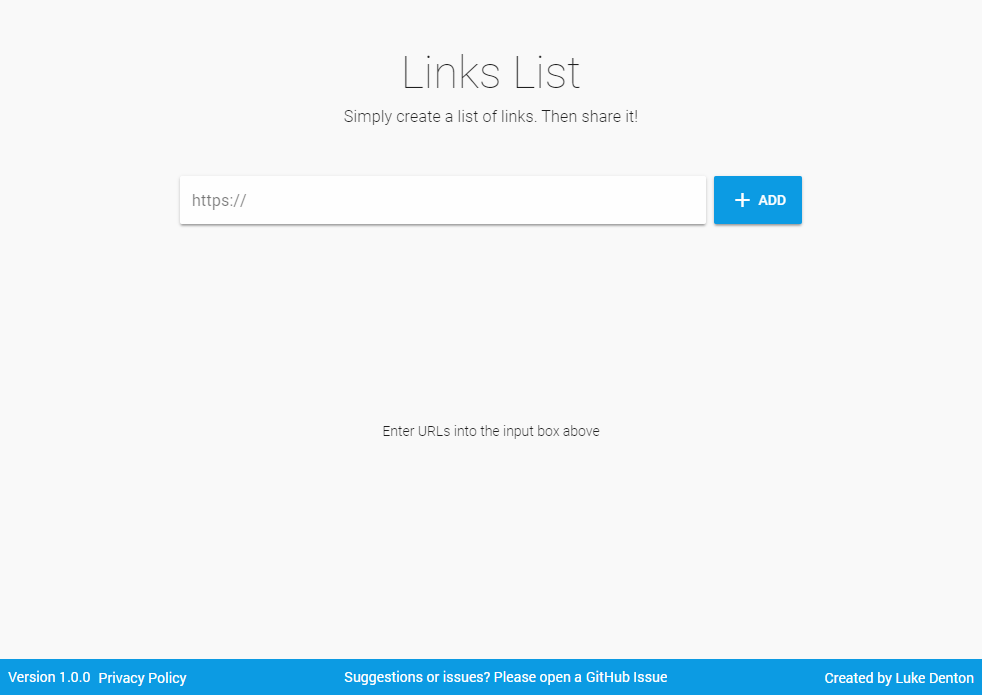 Links List
Simply create a list of links. Then share it!
https://
ADD
Enter URLs into the input box above
Version 1.0.0 Privacy Policy Suggestions or issues? Please open a GitHub Issue Created by Luke Denton